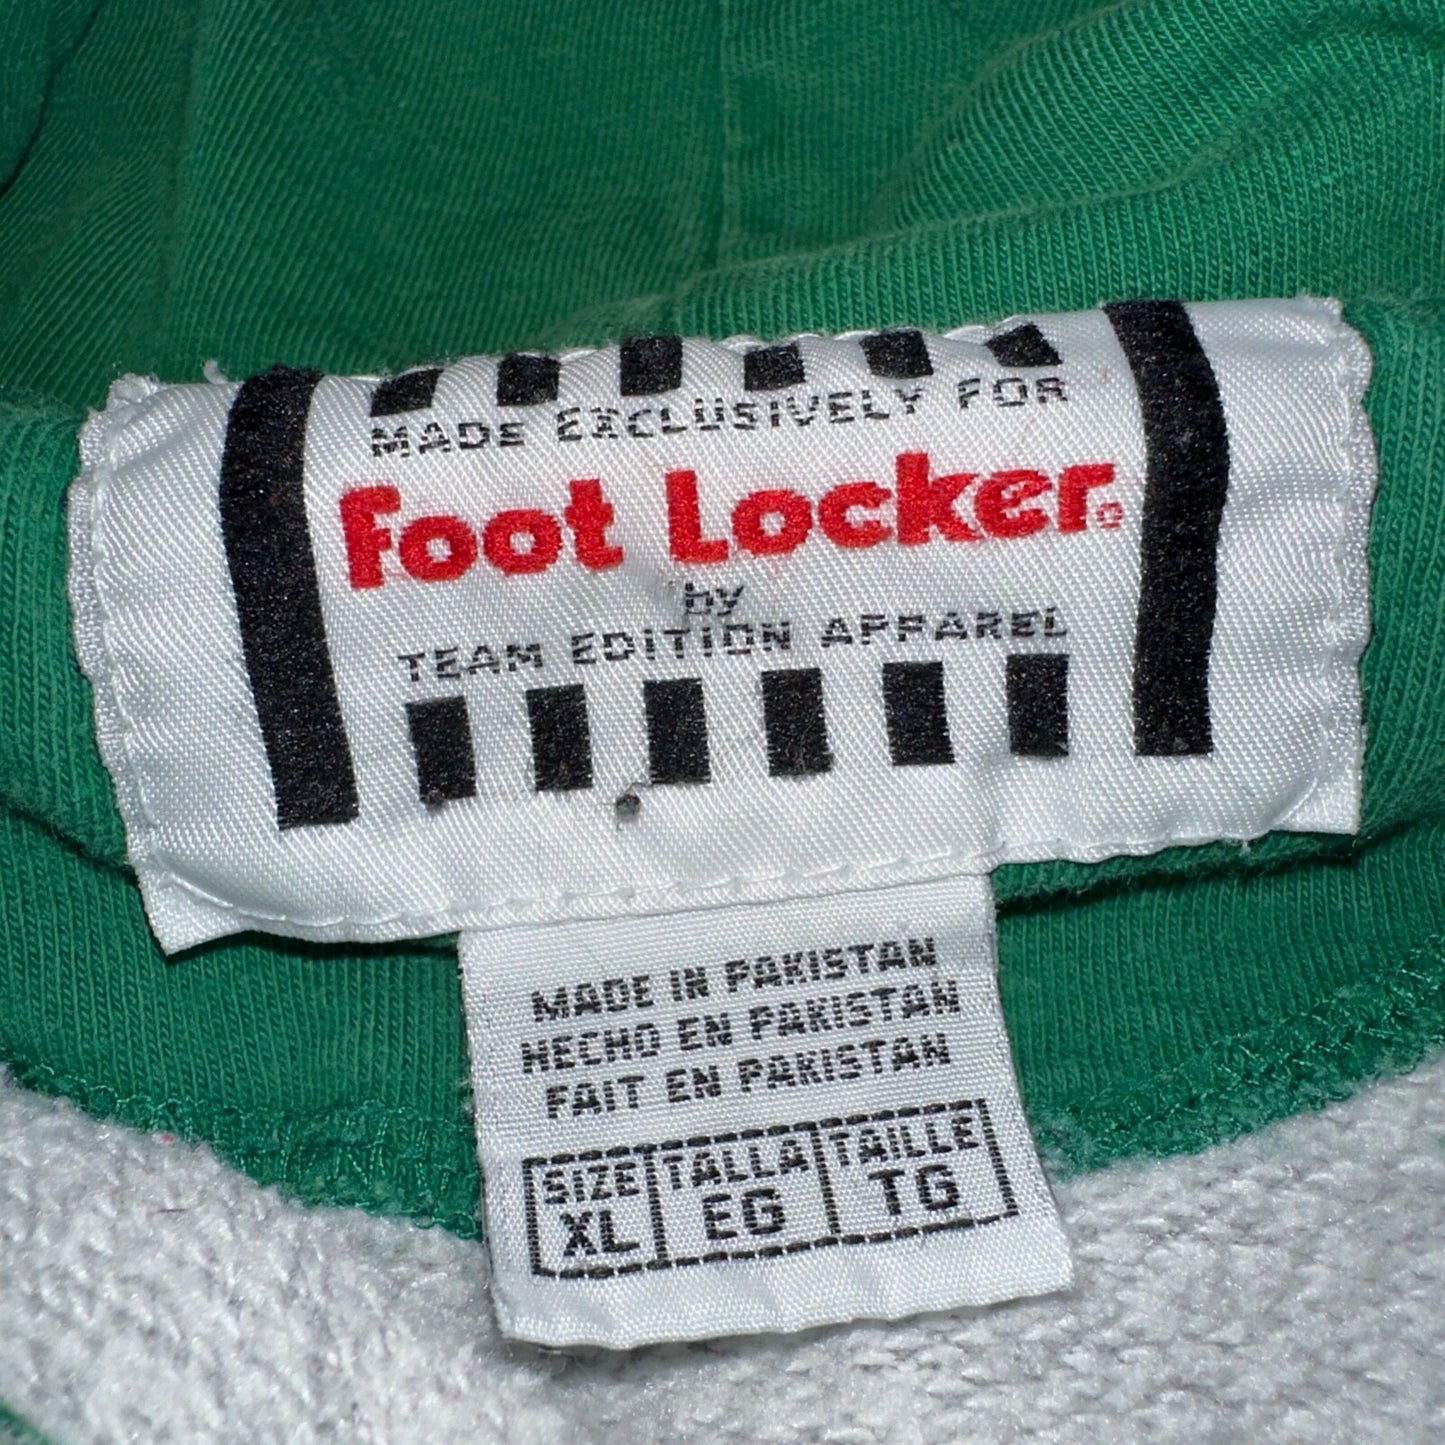 MADE EXCLUSIVELY FOR
Foot Locker®
by
TEAM EDITION APPAREL
MADE IN PAKISTAN
HECHO EN PAKISTAN
FAIT EN PAKISTAN
SIZE TALLA TAILLE
XL EG TG